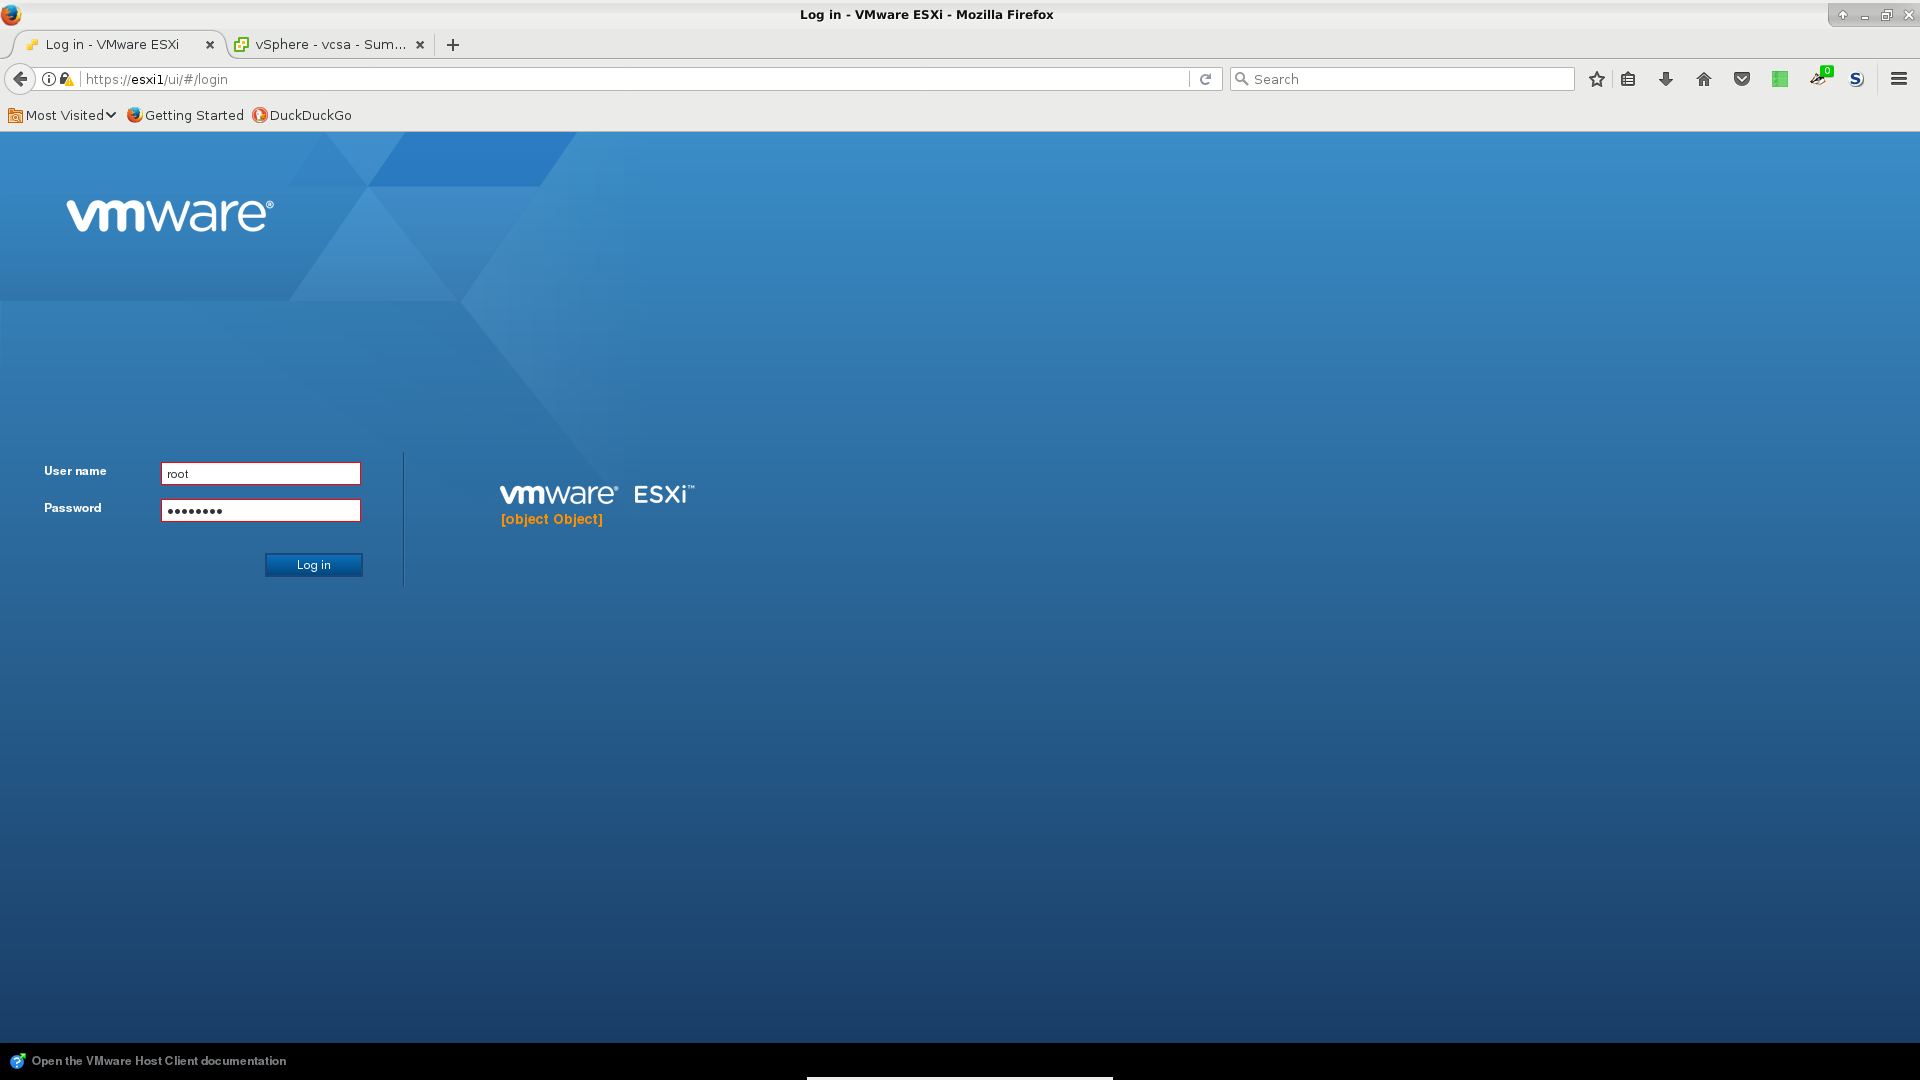 Log in - VMware ESXi - Mozilla Firefox
Log in - VMware ESXi
vSphere - vcsa - Sum...
https://esxi1/ui/#/login
Search
0
S
Most Visited
Getting Started
DuckDuckGo
vmware®
User name
root
Password
Log in
vmware® ESXi™
[object Object]
Open the VMware Host Client documentation